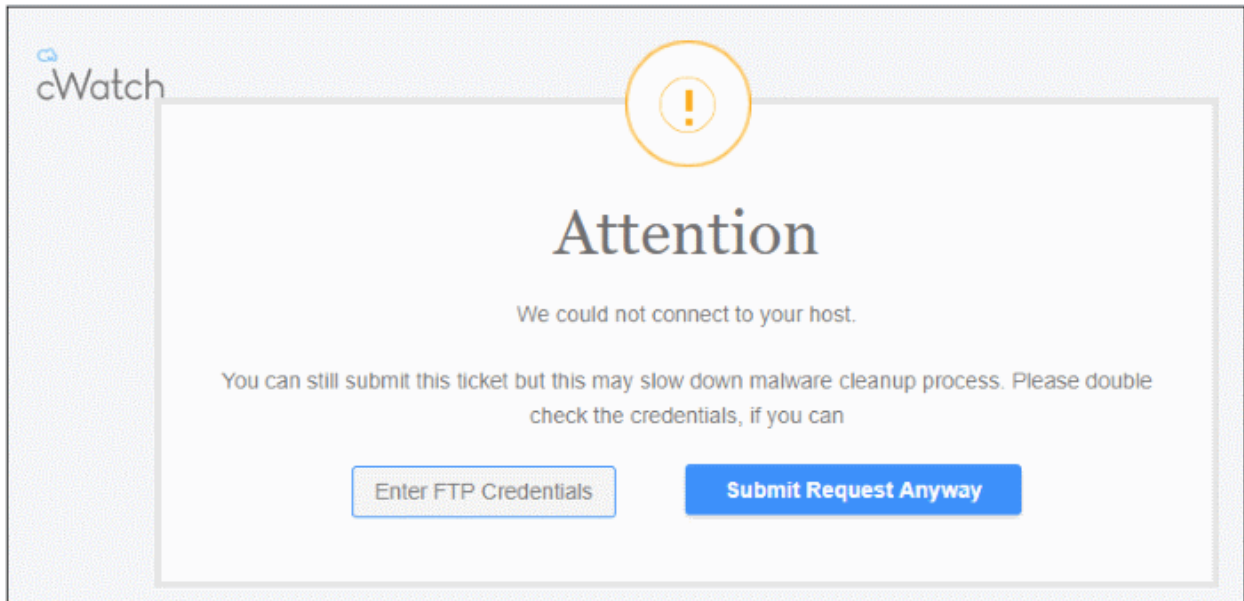 cWatch
!
Attention
We could not connect to your host.
You can still submit this ticket but this may slow down malware cleanup process. Please double
check the credentials, if you can
Enter FTP Credentials
Submit Request Anyway